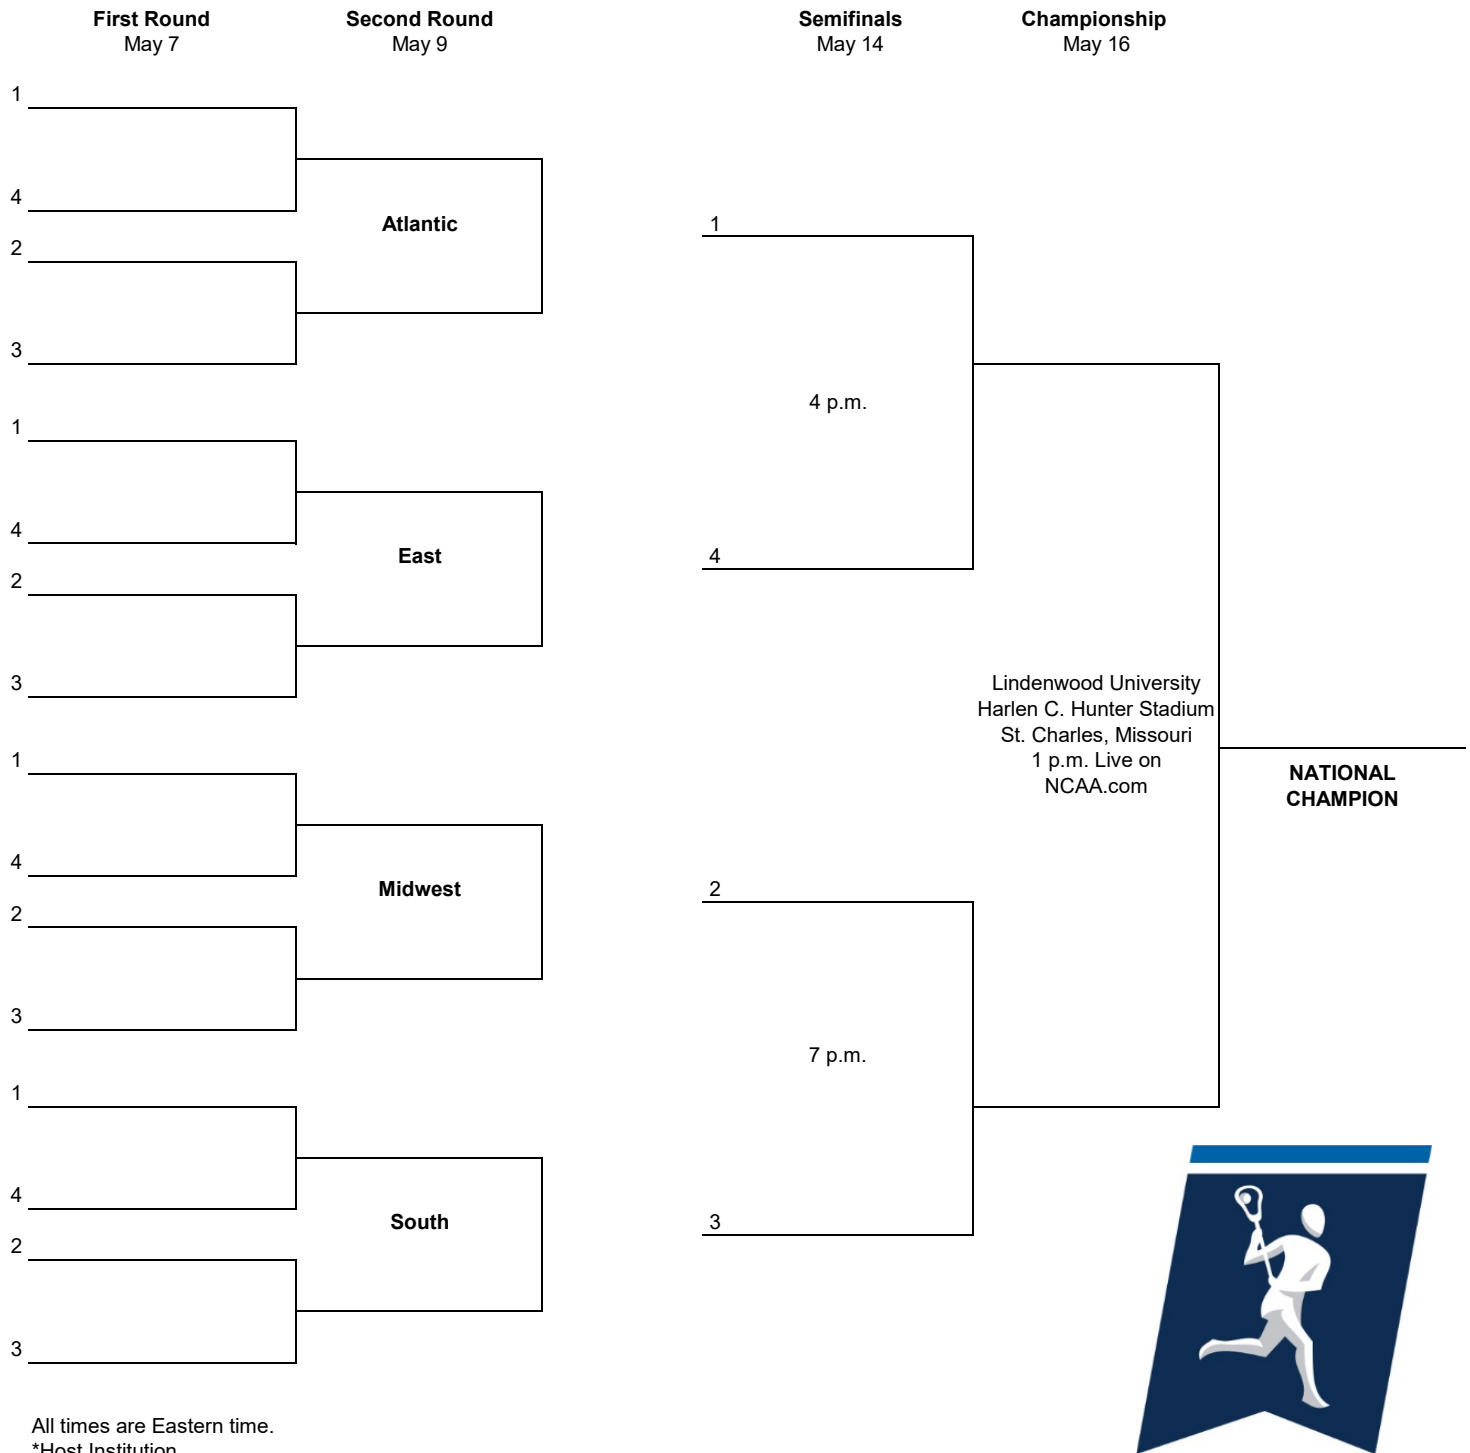 First Round
May 7
Second Round
May 9
Semifinals
May 14
Championship
May 16
1
4
2
3
Atlantic
1
4
2
3
East
1
4
2
3
Midwest
1
4
2
3
South
1
4 p.m.
4
2
7 p.m.
3
Lindenwood University
Harlen C. Hunter Stadium
St. Charles, Missouri
1 p.m. Live on
NCAA.com
NATIONAL
CHAMPION
All times are Eastern time.
*Host Institution